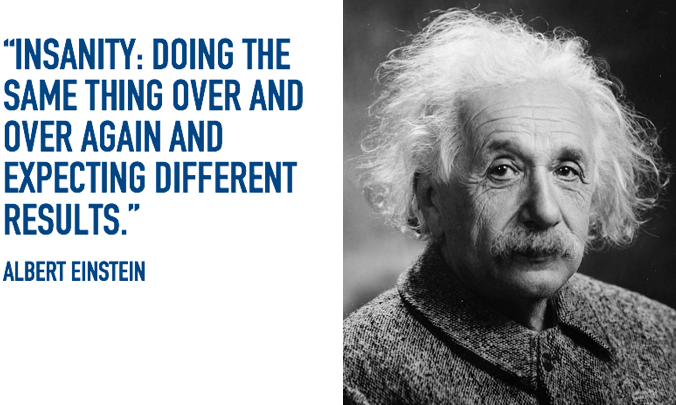 “INSANITY: DOING THE
SAME THING OVER AND
OVER AGAIN AND
EXPECTING DIFFERENT
RESULTS.”
ALBERT EINSTEIN